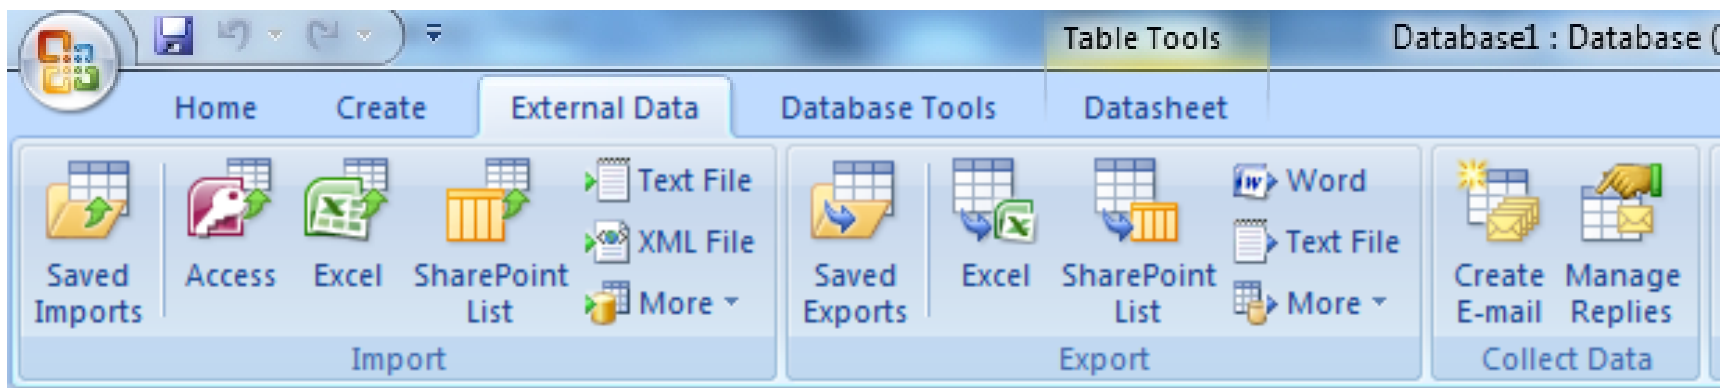 Table Tools
Database1 : Database (
Home Create External Data Database Tools Datasheet
Saved Imports
Access
Excel
SharePoint List
Text File
XML File
More
Import
Saved Exports
Excel
SharePoint List
Word
Text File
More
Export
Create E-mail
Manage Replies
Collect Data